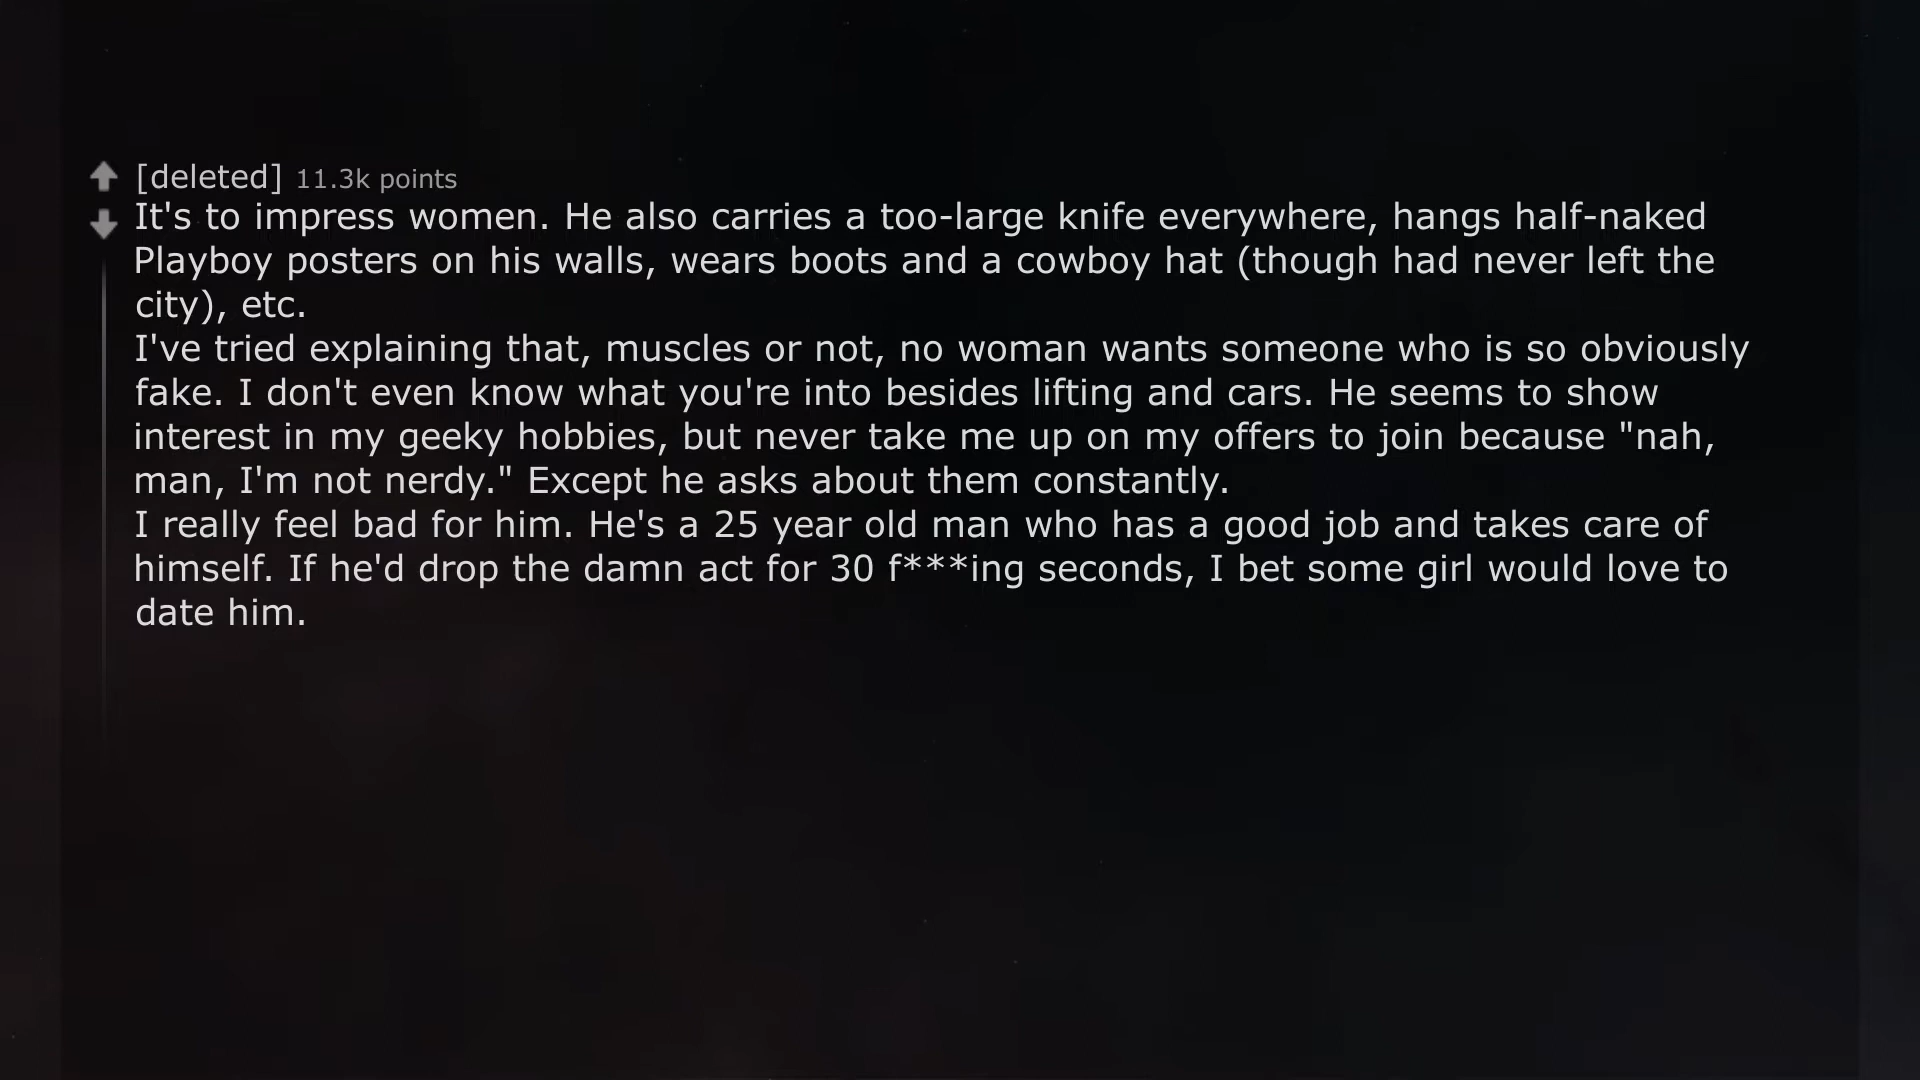 [deleted] 11.3k points
It's to impress women. He also carries a too-large knife everywhere, hangs half-naked
Playboy posters on his walls, wears boots and a cowboy hat (though had never left the
city), etc.
I've tried explaining that, muscles or not, no woman wants someone who is so obviously
fake. I don't even know what you're into besides lifting and cars. He seems to show
interest in my geeky hobbies, but never take me up on my offers to join because "nah,
man, I'm not nerdy." Except he asks about them constantly.
I really feel bad for him. He's a 25 year old man who has a good job and takes care of
himself. If he'd drop the damn act for 30 f***ing seconds, I bet some girl would love to
date him.